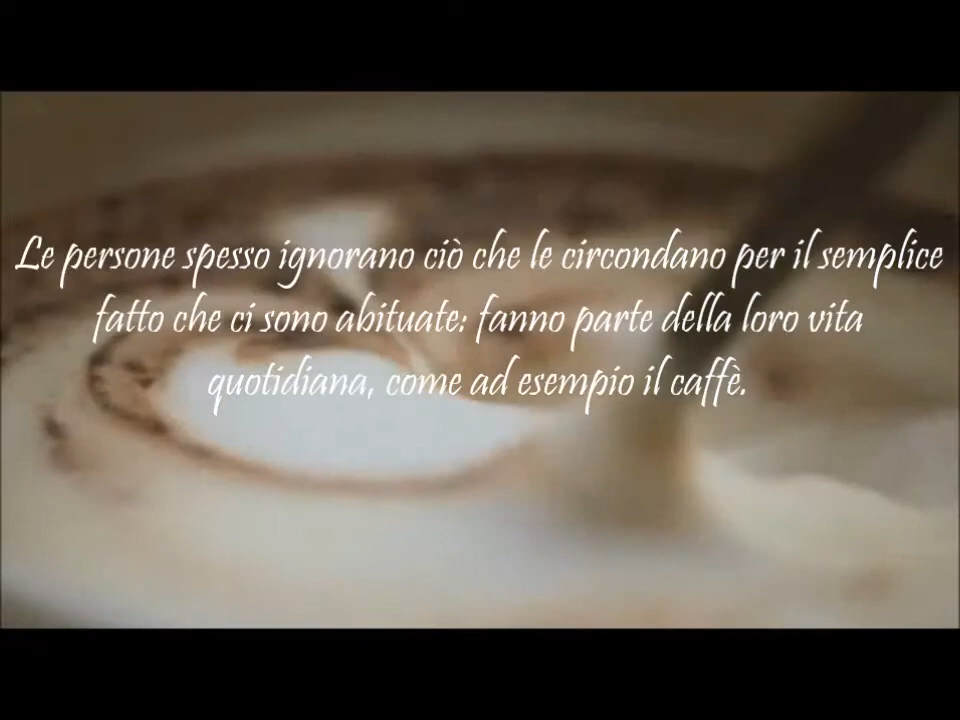 Le persone spesso ignorano ciò che le circondano per il semplice
fatto che ci sono abituate: fanno parte della loro vita
quotidiana, come ad esempio il caffè.